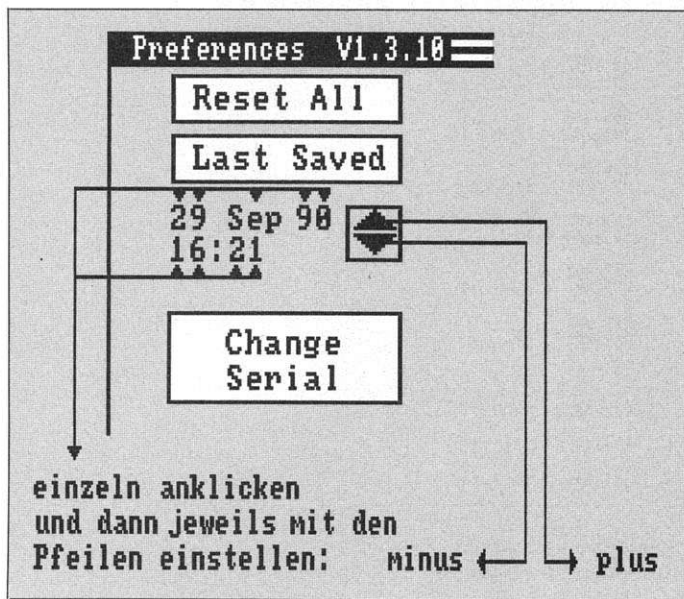 Preferences V1.3.10
Reset All
Last Saved
29 Sep 90
16:21
Change
Serial
einzeln anklicken
und dann jeweils mit den
Pfeilen einstellen: minus plus